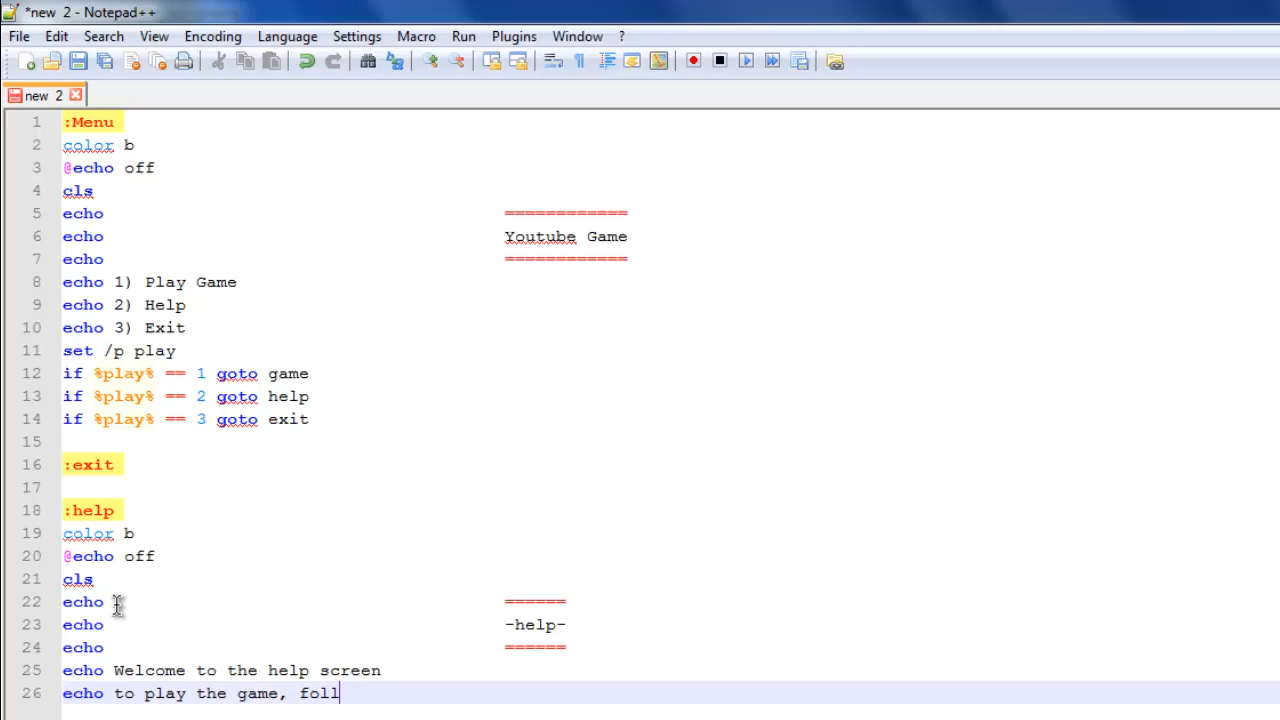 *new 2 - Notepad++
File Edit Search View Encoding Language Settings Macro Run Plugins Window ?
new 2
1 :Menu
2 color b
3 @echo off
4 cls
5 echo ============
6 echo Youtube Game
7 echo ============
8 echo 1) Play Game
9 echo 2) Help
10 echo 3) Exit
11 set /p play
12 if %play% == 1 goto game
13 if %play% == 2 goto help
14 if %play% == 3 goto exit
15
16 :exit
17
18 :help
19 color b
20 @echo off
21 cls
22 echo ======
23 echo -help-
24 echo ======
25 echo Welcome to the help screen
26 echo to play the game, foll